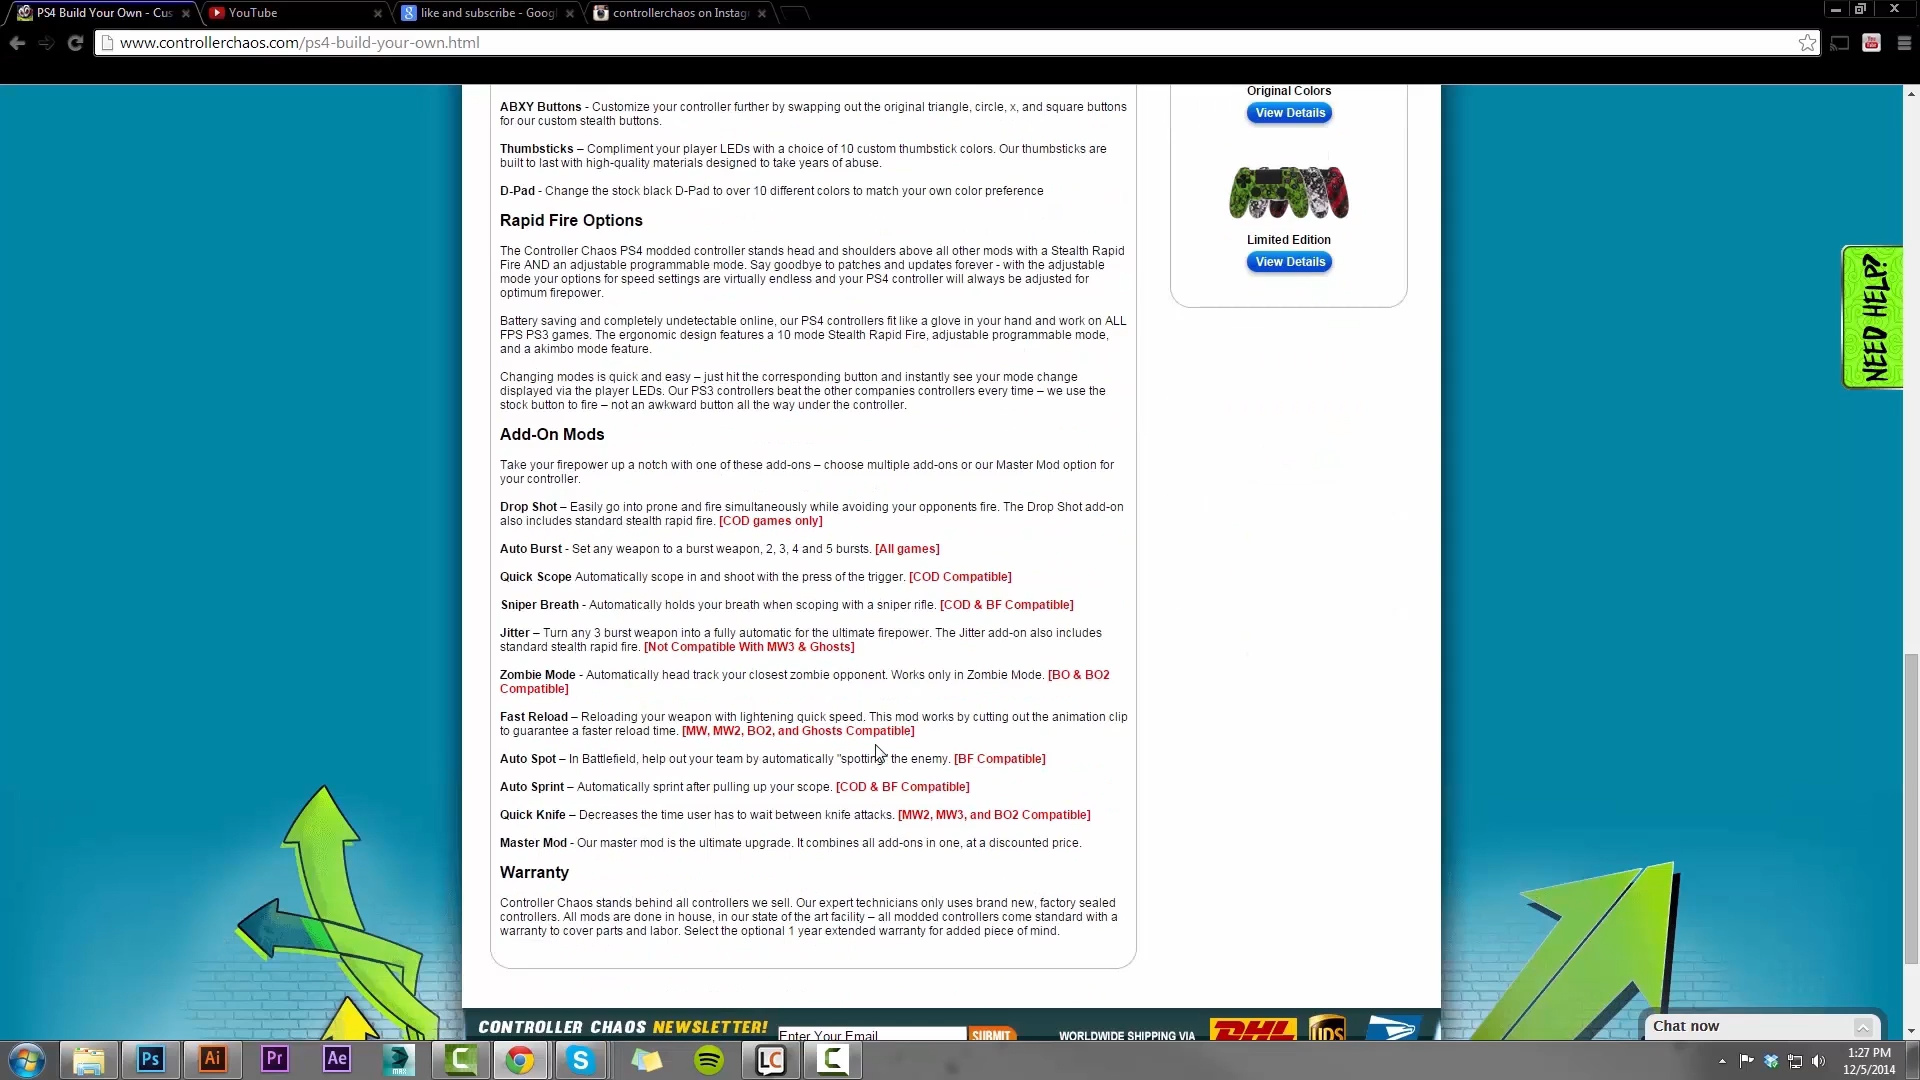 PS4 Build Your Own - Cus
YouTube
like and subscribe - Googl
controllerchaos on Instag
www.controllerchaos.com/ps4-build-your-own.html
ABXY Buttons - Customize your controller further by swapping out the original triangle, circle, x, and square buttons
for our custom stealth buttons.
Thumbsticks – Compliment your player LEDs with a choice of 10 custom thumbstick colors. Our thumbsticks are
built to last with high-quality materials designed to take years of abuse.
D-Pad - Change the stock black D-Pad to over 10 different colors to match your own color preference
Rapid Fire Options
The Controller Chaos PS4 modded controller stands head and shoulders above all other mods with a Stealth Rapid
Fire AND an adjustable programmable mode. Say goodbye to patches and updates forever - with the adjustable
mode your options for speed settings are virtually endless and your PS4 controller will always be adjusted for
optimum firepower.
Battery saving and completely undetectable online, our PS4 controllers fit like a glove in your hand and work on ALL
FPS PS3 games. The ergonomic design features a 10 mode Stealth Rapid Fire, adjustable programmable mode,
and a akimbo mode feature.
Changing modes is quick and easy – just hit the corresponding button and instantly see your mode change
displayed via the player LEDs. Our PS3 controllers beat the other companies controllers every time – we use the
stock button to fire – not an awkward button all the way under the controller.
Add-On Mods
Take your firepower up a notch with one of these add-ons – choose multiple add-ons or our Master Mod option for
your controller.
Drop Shot – Easily go into prone and fire simultaneously while avoiding your opponents fire. The Drop Shot add-on
also includes standard stealth rapid fire. [COD games only]
Auto Burst - Set any weapon to a burst weapon, 2, 3, 4 and 5 bursts. [All games]
Quick Scope Automatically scope in and shoot with the press of the trigger. [COD Compatible]
Sniper Breath - Automatically holds your breath when scoping with a sniper rifle. [COD & BF Compatible]
Jitter – Turn any 3 burst weapon into a fully automatic for the ultimate firepower. The Jitter add-on also includes
standard stealth rapid fire. [Not Compatible With MW3 & Ghosts]
Zombie Mode - Automatically head track your closest zombie opponent. Works only in Zombie Mode. [BO & BO2
Compatible]
Fast Reload – Reloading your weapon with lightening quick speed. This mod works by cutting out the animation clip
to guarantee a faster reload time. [MW, MW2, BO2, and Ghosts Compatible]
Auto Spot – In Battlefield, help out your team by automatically "spotting the enemy. [BF Compatible]
Auto Sprint – Automatically sprint after pulling up your scope. [COD & BF Compatible]
Quick Knife – Decreases the time user has to wait between knife attacks. [MW2, MW3, and BO2 Compatible]
Master Mod - Our master mod is the ultimate upgrade. It combines all add-ons in one, at a discounted price.
Warranty
Controller Chaos stands behind all controllers we sell. Our expert technicians only uses brand new, factory sealed
controllers. All mods are done in house, in our state of the art facility – all modded controllers come standard with a
warranty to cover parts and labor. Select the optional 1 year extended warranty for added piece of mind.
Original Colors
View Details
Limited Edition
View Details
NEED HELP?
CONTROLLER CHAOS NEWSLETTER!
Enter Your Email
SUBMIT
WORLDWIDE SHIPPING VIA
DHL
UPS
Chat now
Ps
Ai
Pr
Ae
MAX
C
S
LC
C
1:27 PM
12/5/2014